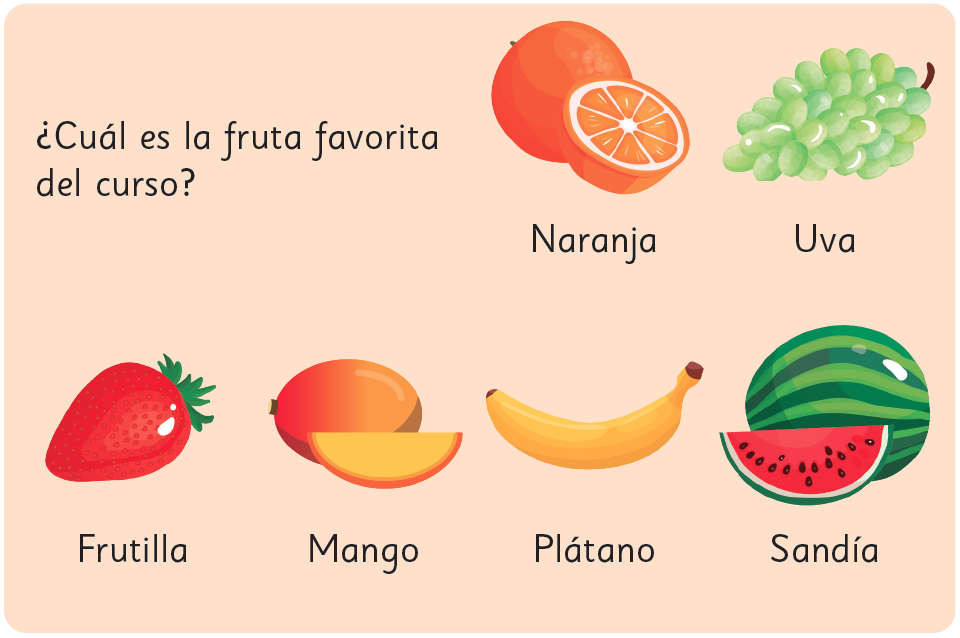 ¿Cuál es la fruta favorita
del curso?
Naranja
Uva
Frutilla
Mango
Plátano
Sandía